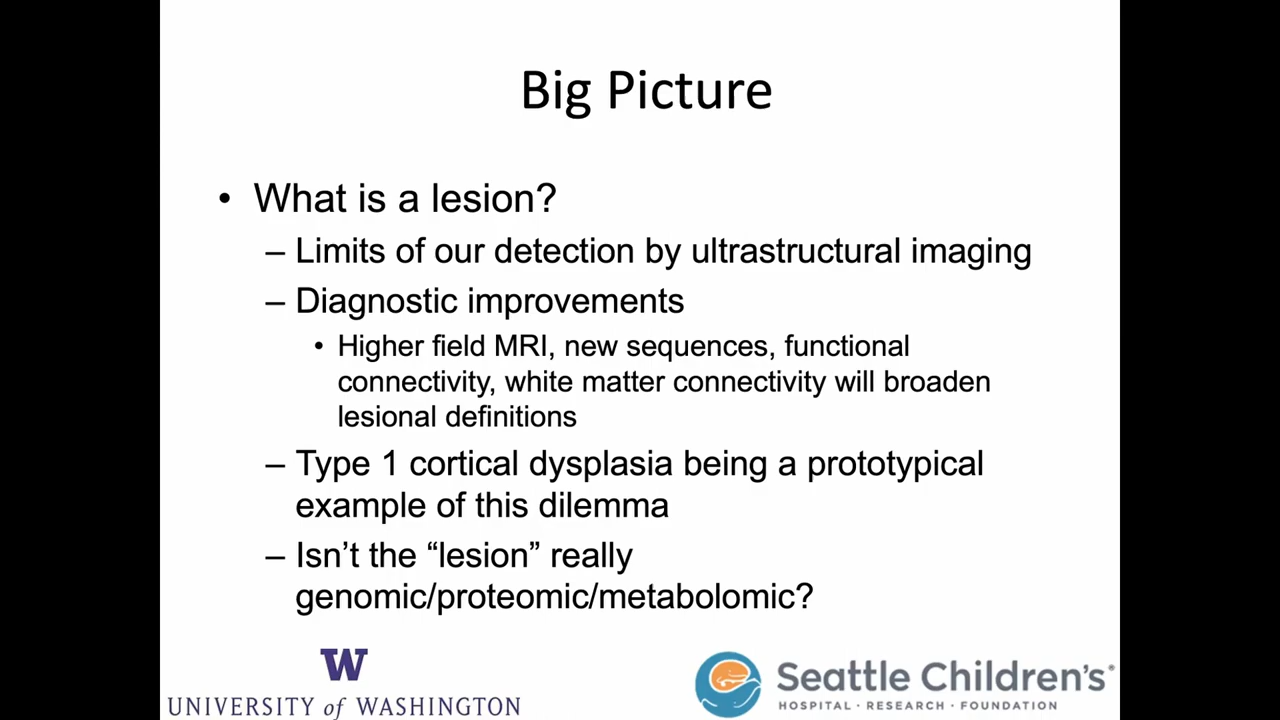 Big Picture
• What is a lesion?
– Limits of our detection by ultrastructural imaging
– Diagnostic improvements
• Higher field MRI, new sequences, functional
connectivity, white matter connectivity will broaden
lesional definitions
– Type 1 cortical dysplasia being a prototypical
example of this dilemma
– Isn’t the “lesion” really
genomic/proteomic/metabolomic?
W
UNIVERSITY of WASHINGTON
Seattle Children’s®
HOSPITAL • RESEARCH • FOUNDATION